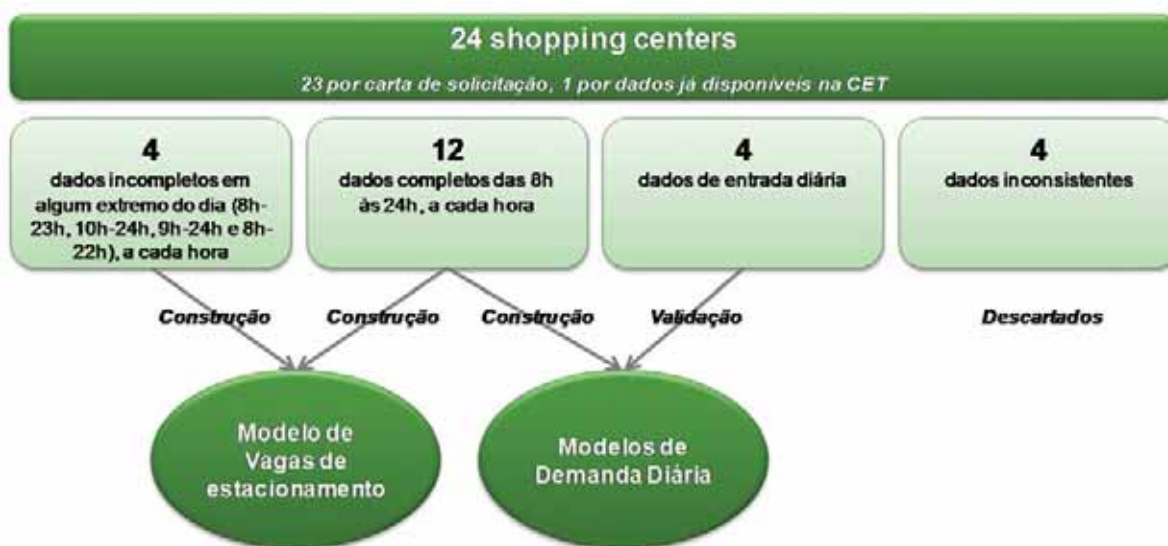 24 shopping centers
23 por carta de solicitação, 1 por dados já disponíveis na CET
4
dados incompletos em
algum extremo do dia (8h-
23h, 10h-24h, 9h-24h e 8h-
22h), a cada hora
12
dados completos das 8h
às 24h, a cada hora
4
dados de entrada diária
4
dados inconsistentes
Construção
Construção
Construção
Validação
Descartados
Modelo de
Vagas de
estacionamento
Modelos de
Demanda Diária